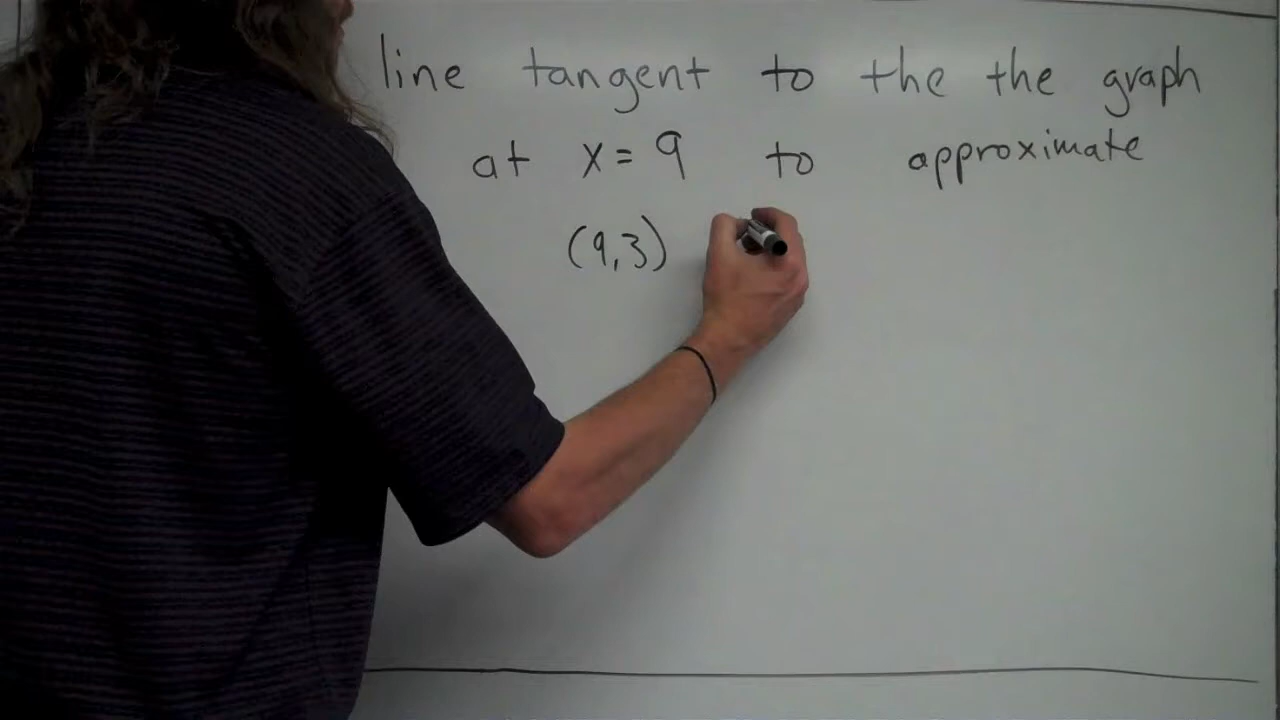 line tangent to the the graph
at x = 9 to approximate
(9,3)